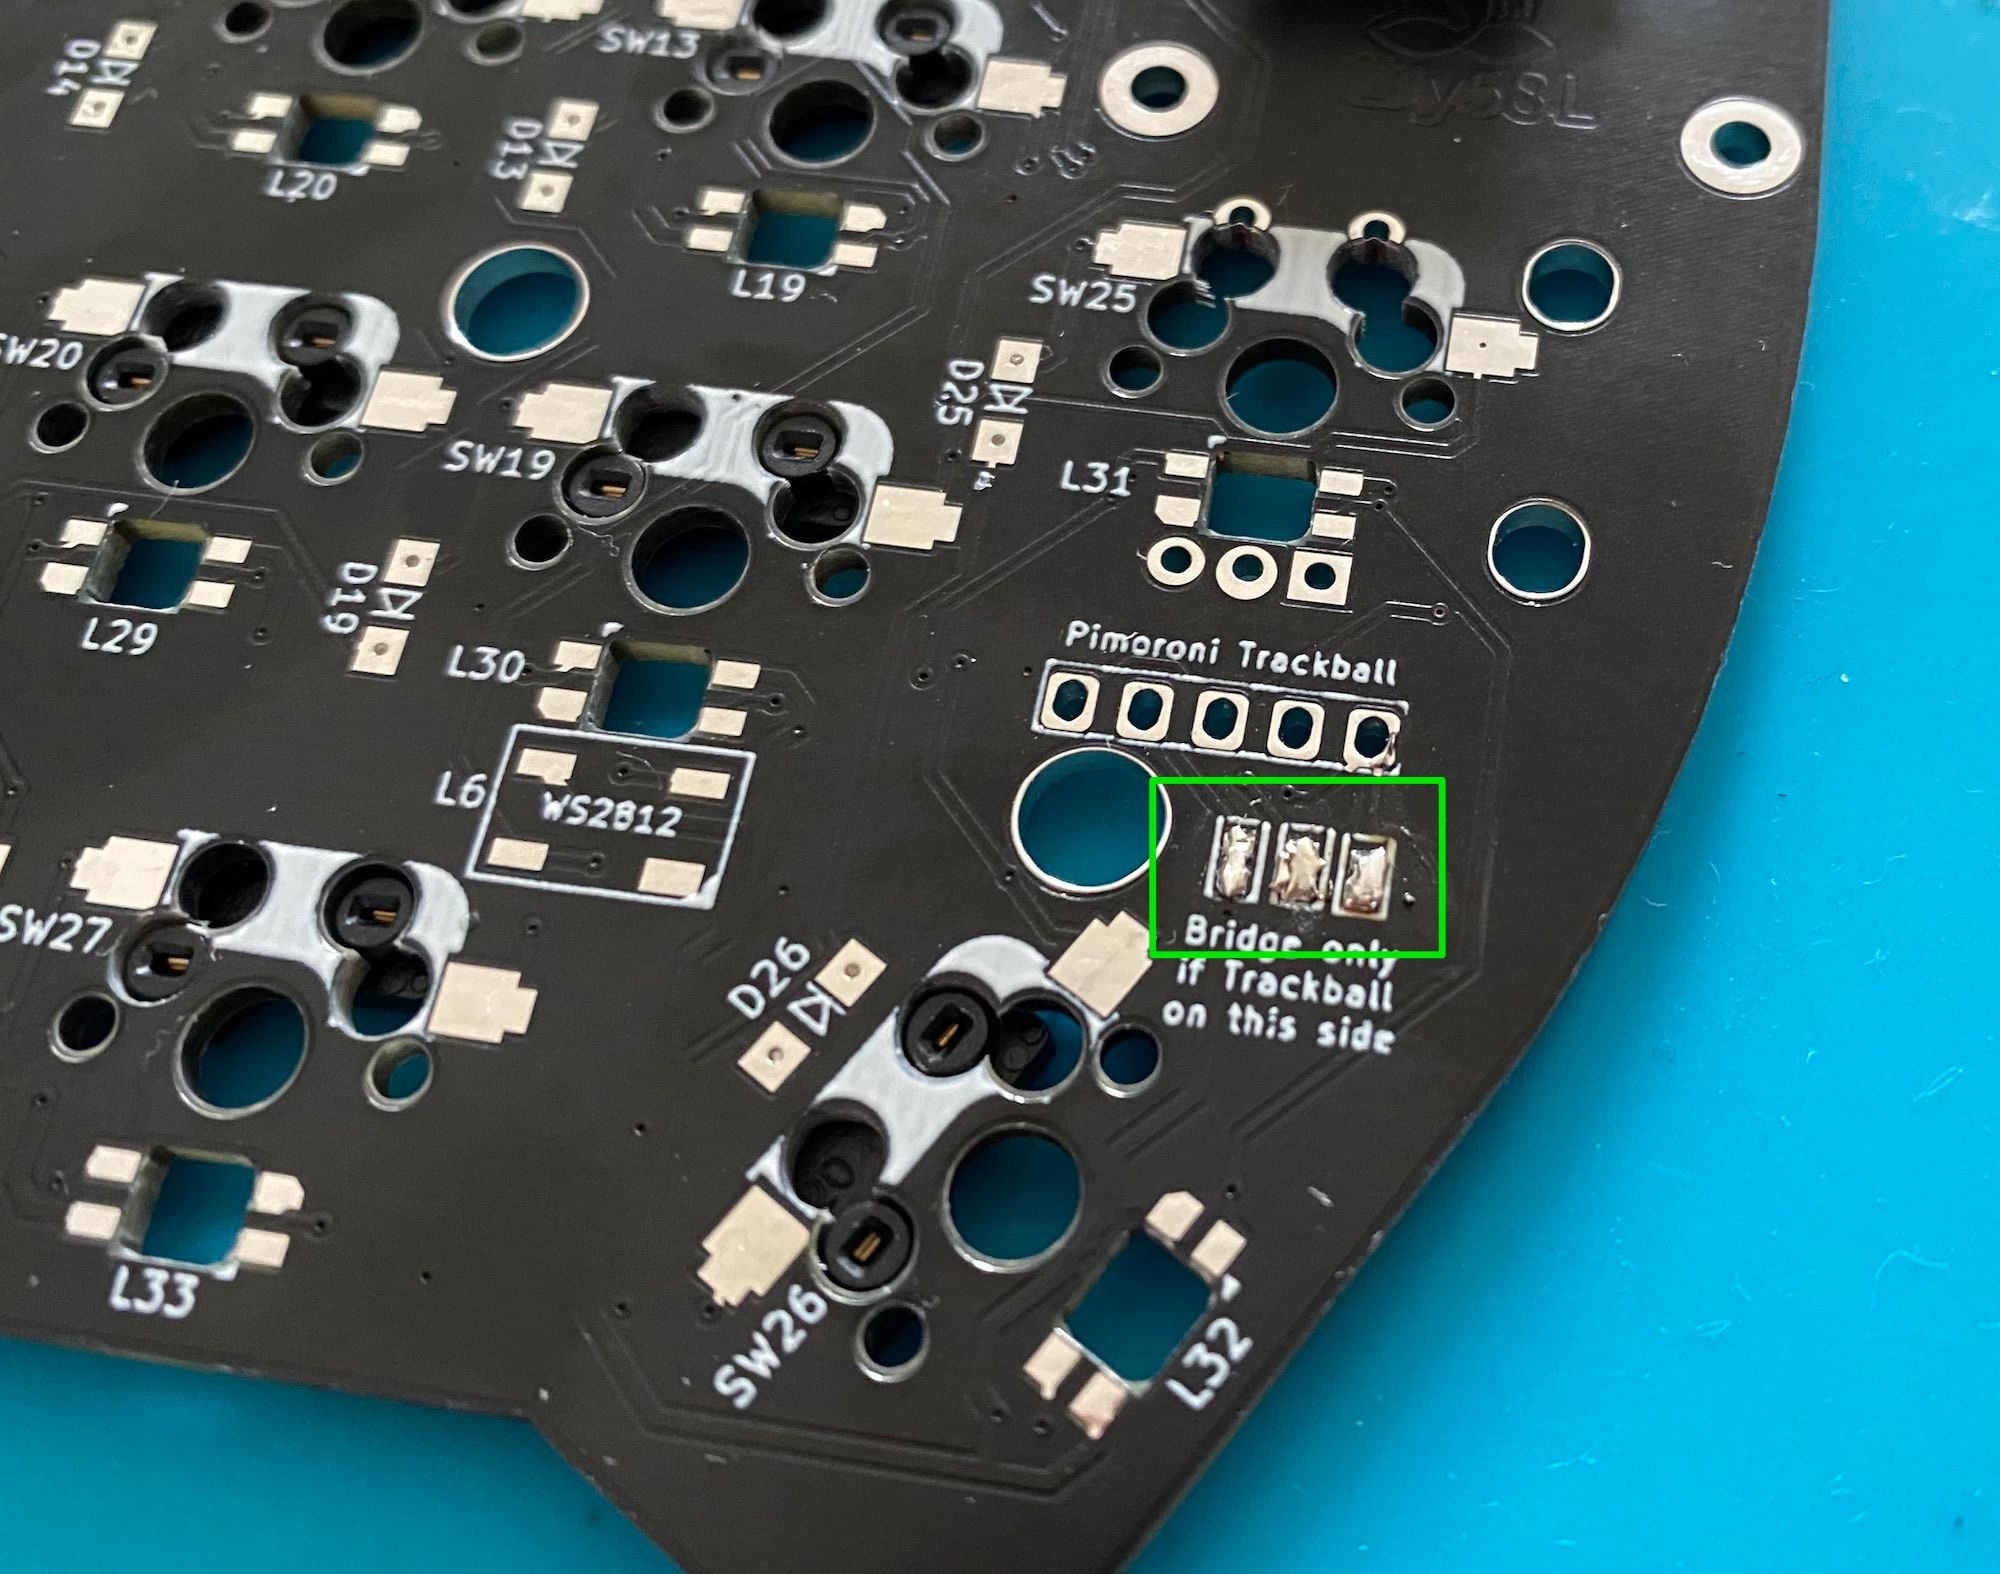 SW13
D14
Lily58L
D13
L20
L19
SW25
SW20
D25
SW19
L31
D19
L29
L30
Pimoroni Trackball
L6
WS2812
SW27
Bridge only
if Trackball
on this side
D26
L33
SW26
L32